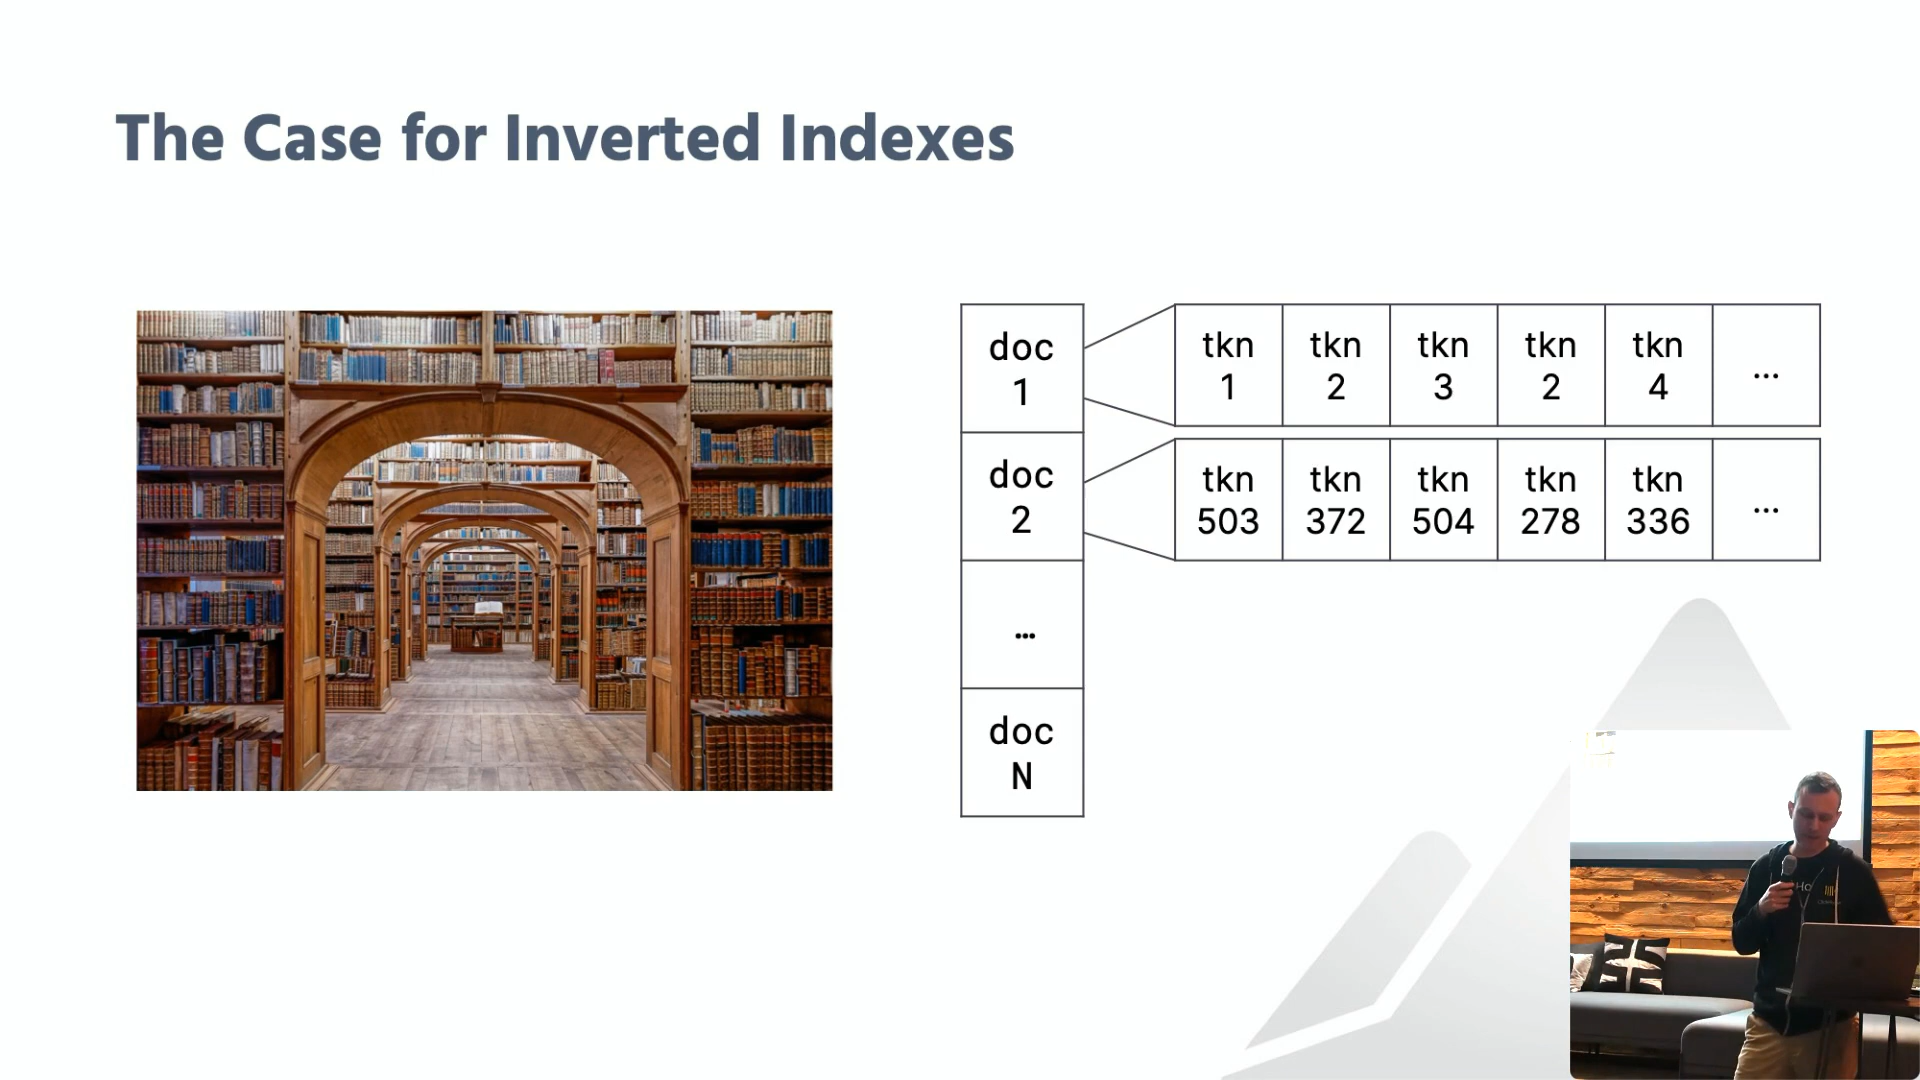 The Case for Inverted Indexes
doc
1
tkn
1
tkn
2
tkn
3
tkn
2
tkn
4
...
doc
2
tkn
503
tkn
372
tkn
504
tkn
278
tkn
336
...
...
doc
N
Ho